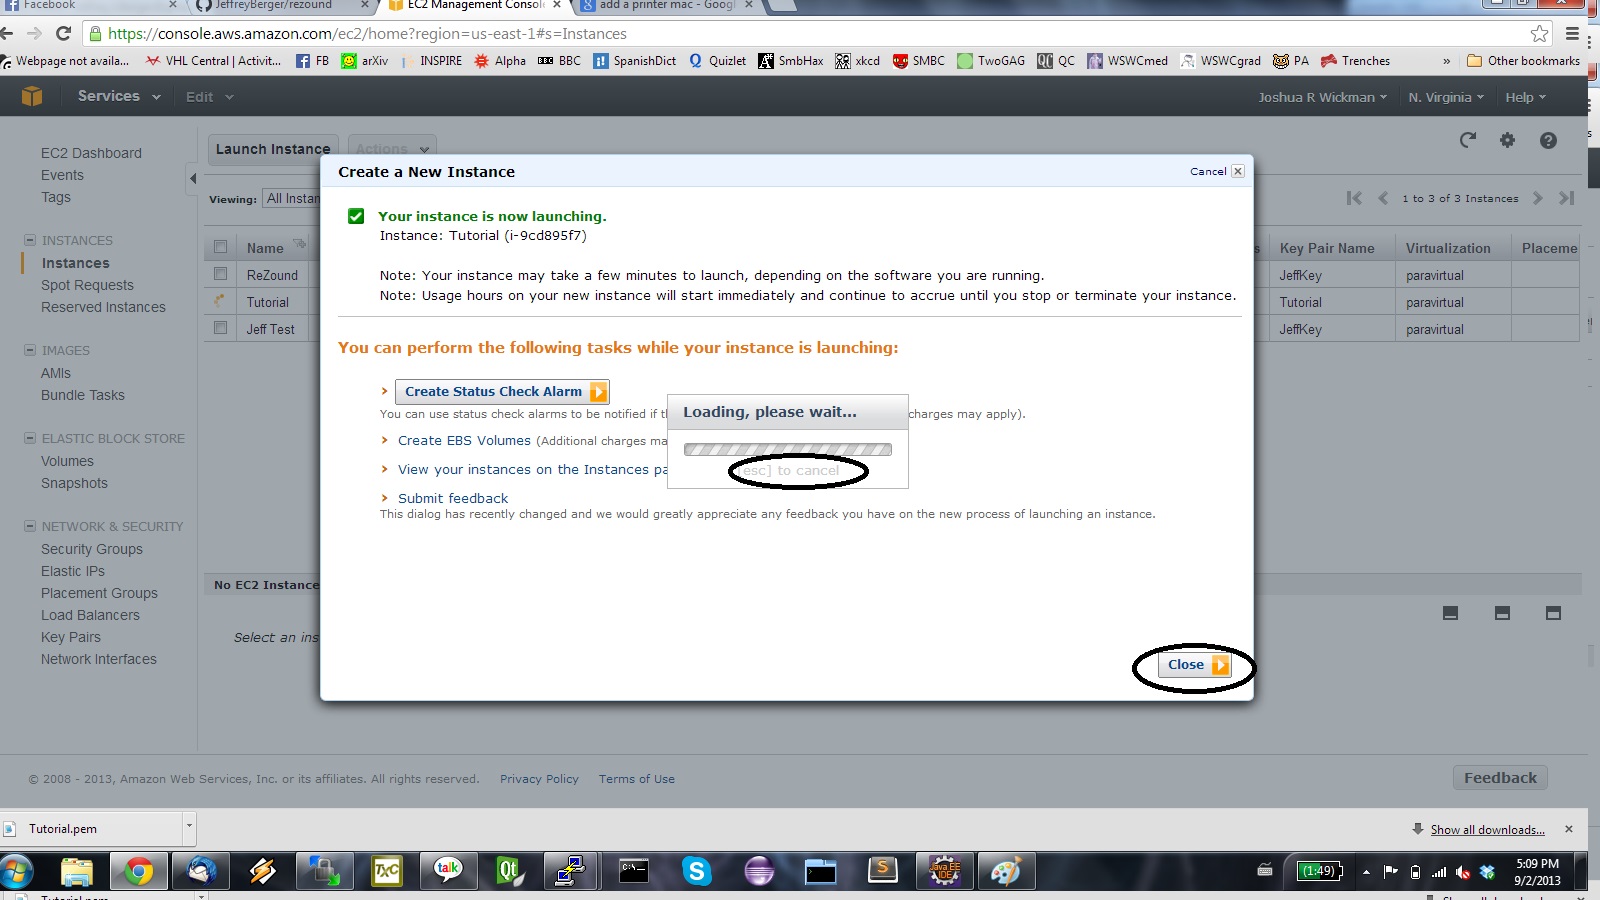 Facebook
JeffreyBerger/rezound
EC2 Management Console
add a printer mac - Googl
https://console.aws.amazon.com/ec2/home?region=us-east-1#s=Instances
Webpage not availa...
VHL Central | Activit...
FB
arXiv
INSPIRE
Alpha
BBC
BBC
SpanishDict
Quizlet
SmbHax
xkcd
SMBC
TwoGAG
QC
WSWCmed
WSWCgrad
PA
Trenches
»
Other bookmarks
Services
Edit
Joshua R Wickman
N. Virginia
Help
EC2 Dashboard
Events
Tags
INSTANCES
Instances
Spot Requests
Reserved Instances
IMAGES
AMIs
Bundle Tasks
ELASTIC BLOCK STORE
Volumes
Snapshots
NETWORK & SECURITY
Security Groups
Elastic IPs
Placement Groups
Load Balancers
Key Pairs
Network Interfaces
Launch Instance
Actions
Viewing:
All Instan
1 to 3 of 3 Instances
Name
s
Key Pair Name
Virtualization
Placeme
ReZound
JeffKey
paravirtual
Tutorial
Tutorial
paravirtual
Jeff Test
JeffKey
paravirtual
No EC2 Instance
Select an ins
Create a New Instance
Cancel
Your instance is now launching.
Instance: Tutorial (i-9cd895f7)
Note: Your instance may take a few minutes to launch, depending on the software you are running.
Note: Usage hours on your new instance will start immediately and continue to accrue until you stop or terminate your instance.
You can perform the following tasks while your instance is launching:
Create Status Check Alarm
You can use status check alarms to be notified if t
charges may apply).
Create EBS Volumes (Additional charges ma
View your instances on the Instances pa
Submit feedback
This dialog has recently changed and we would greatly appreciate any feedback you have on the new process of launching an instance.
Loading, please wait...
esc] to cancel
Close
© 2008 - 2013, Amazon Web Services, Inc. or its affiliates. All rights reserved.
Privacy Policy
Terms of Use
Feedback
Tutorial.pem
Show all downloads...
TXC
talk
Qt
C:\
S
Java EE
IDE
(1:49)
5:09 PM
9/2/2013
Tutorial.pem